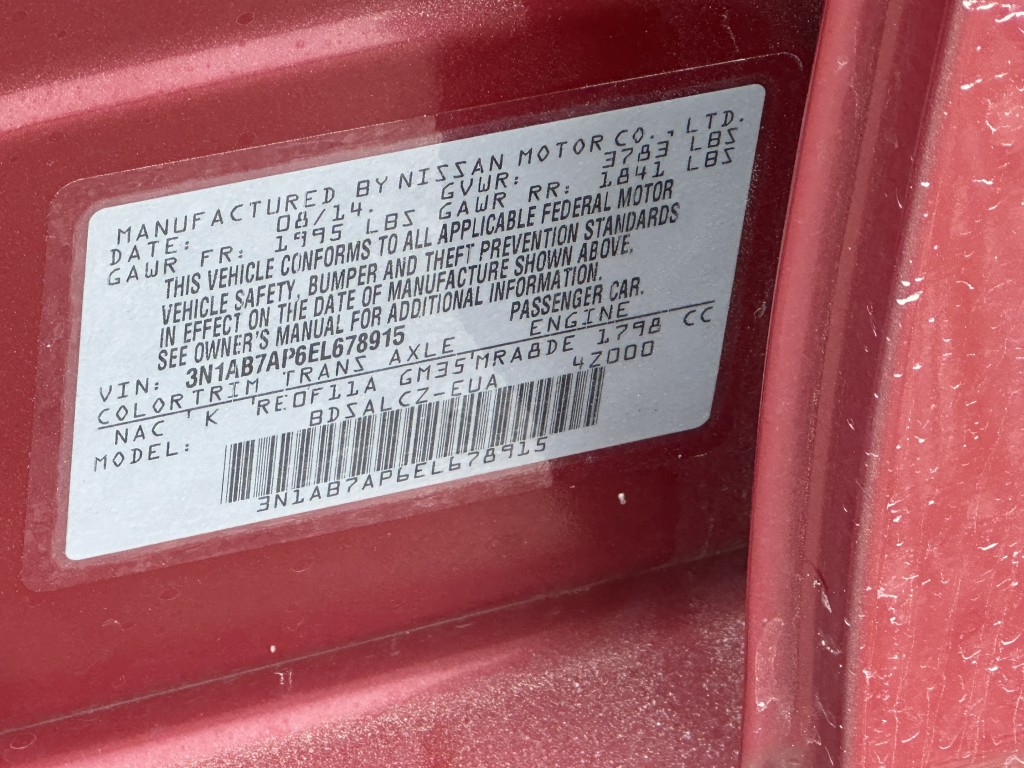 MANUFACTURED BY NISSAN MOTOR CO., LTD.
DATE: 08/14. GVWR: 3783 LBS
GAWR FR: 1995 LBS GAWR RR: 1841 LBS
THIS VEHICLE CONFORMS TO ALL APPLICABLE FEDERAL MOTOR
VEHICLE SAFETY, BUMPER AND THEFT PREVENTION STANDARDS
IN EFFECT ON THE DATE OF MANUFACTURE SHOWN ABOVE.
SEE OWNER'S MANUAL FOR ADDITIONAL INFORMATION.
VIN: 3N1AB7AP6EL678915 PASSENGER CAR.
COLOR TRIM TRANS AXLE ENGINE
NAC ' K 'RE0F11A GM35'MRA8DE 1798 CC
MODEL: BDSALCZ-EUA 4Z000
3N1AB7AP6EL678915